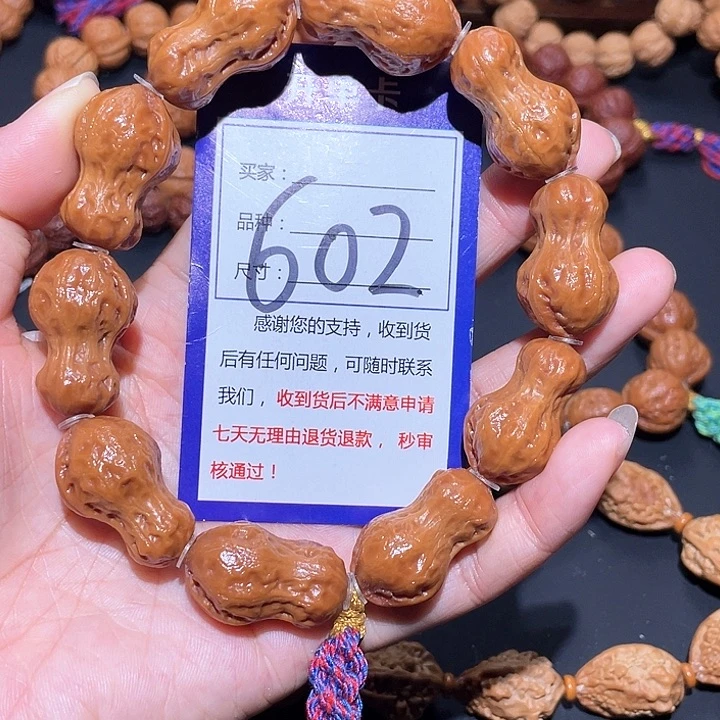 买家：
品种：
尺寸：
602
感谢您的支持，收到货
后有任何问题，可随时联系
我们，收到货后不满意申请
七天无理由退货退款，秒审
核通过！